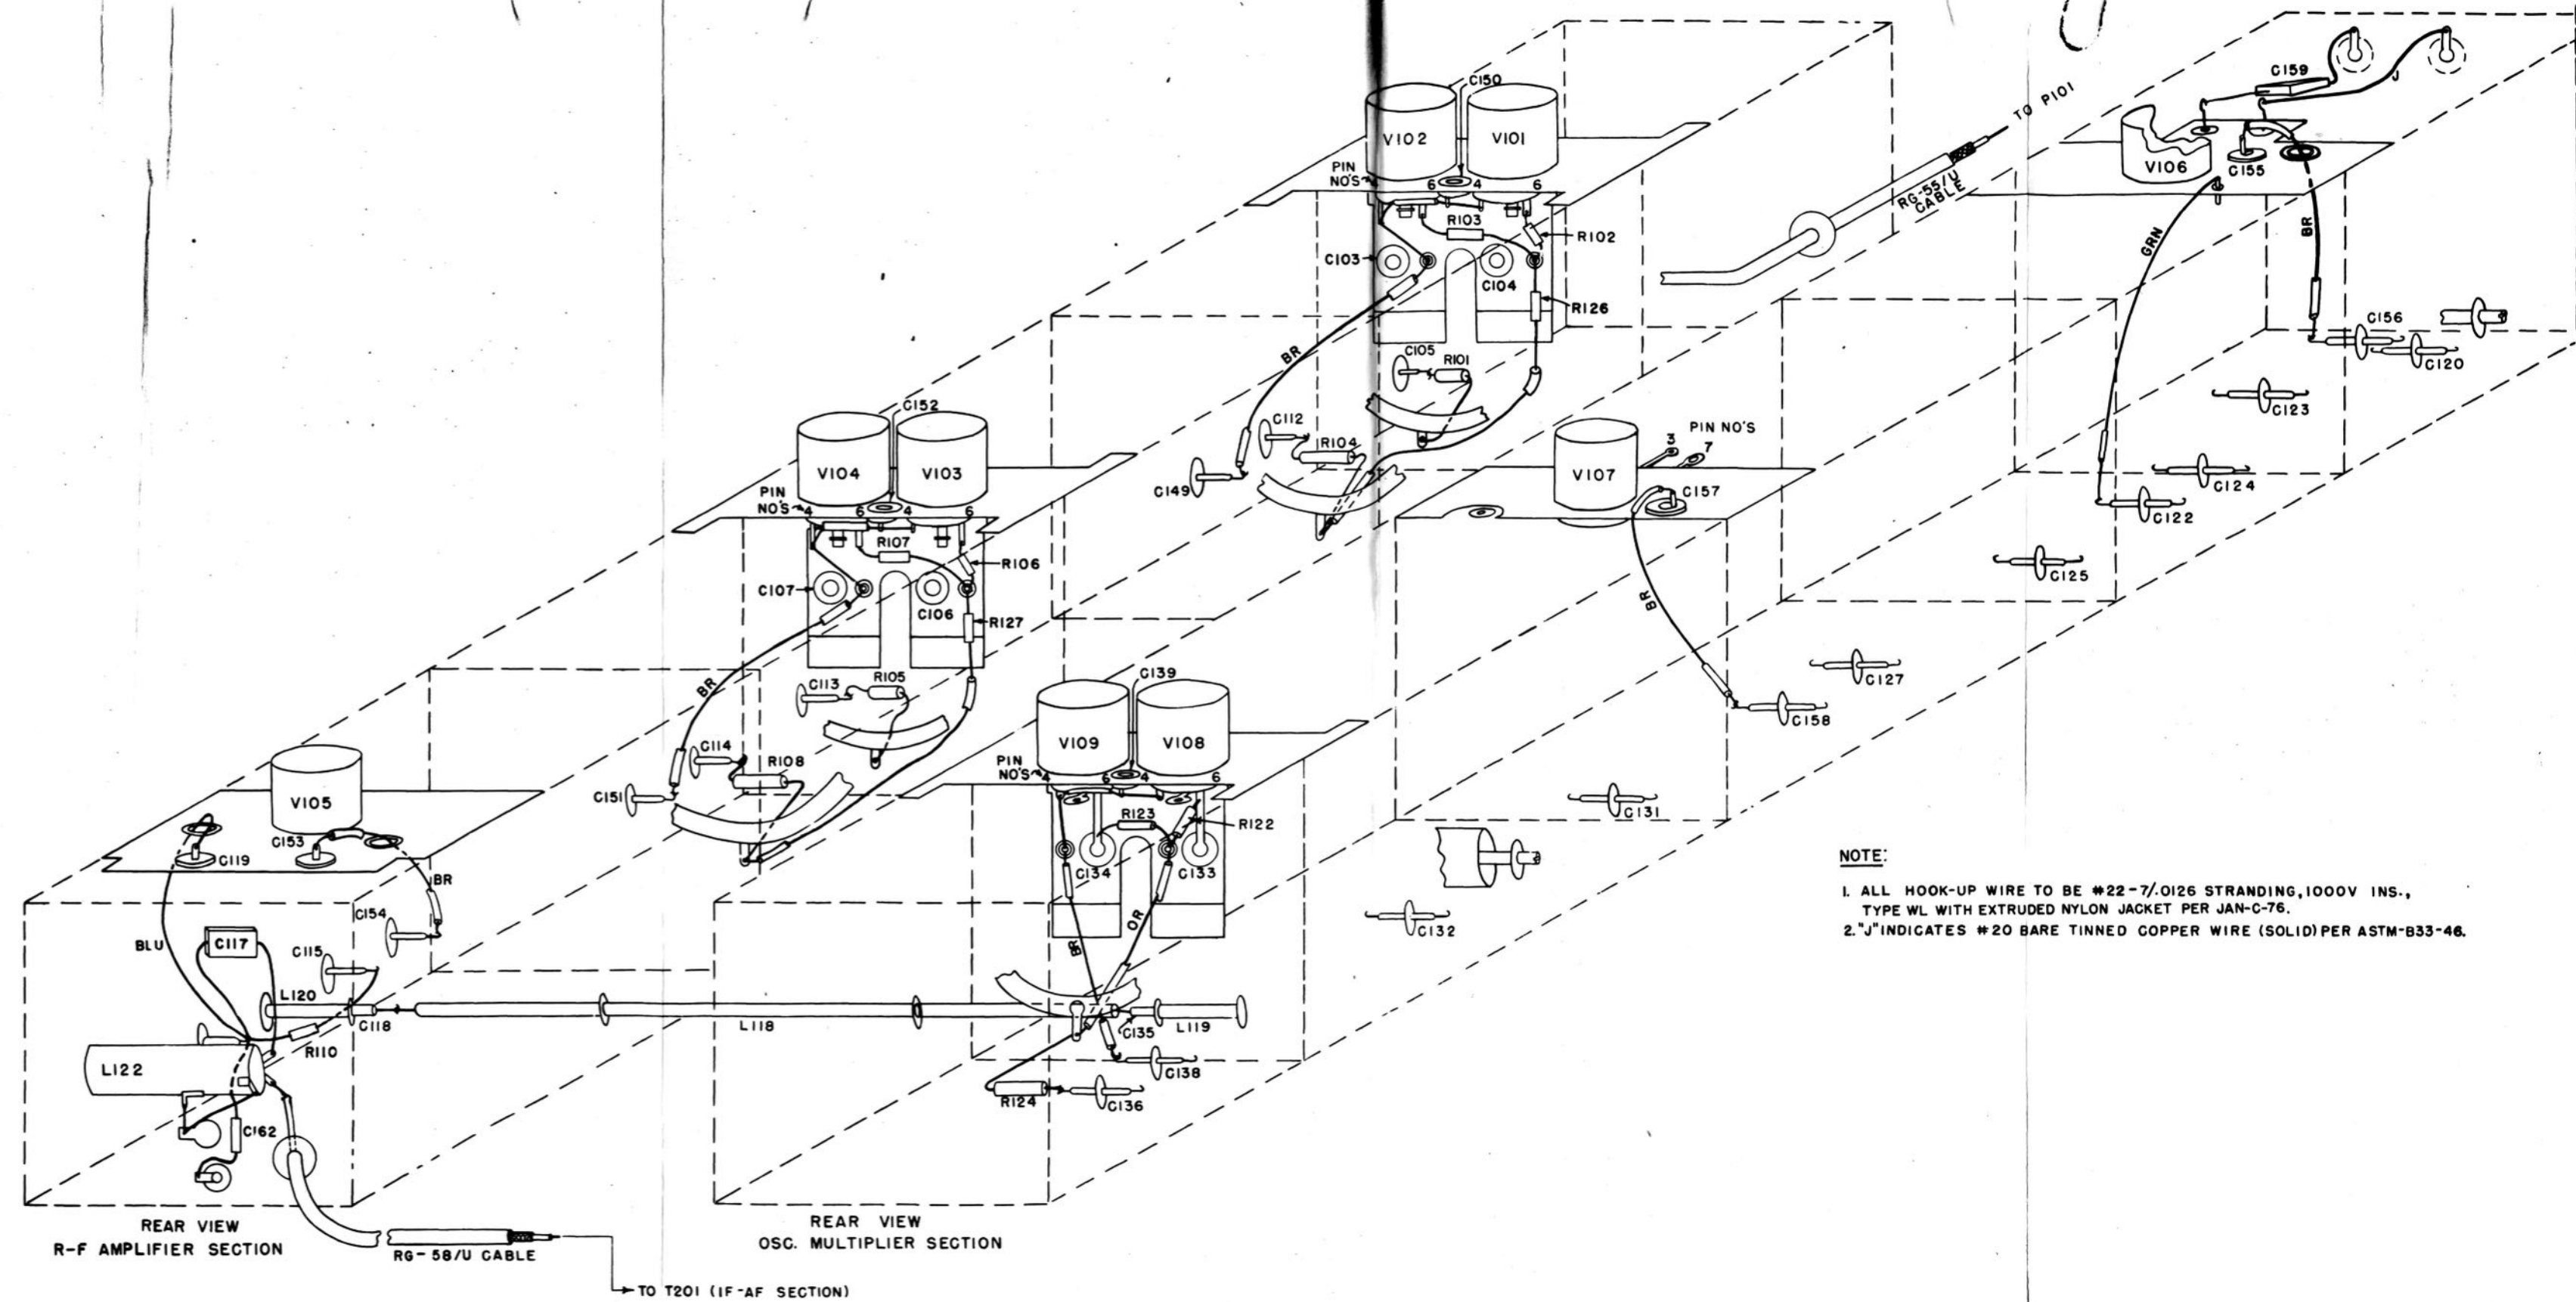 C150
V102
V101
PIN
NO'S
4
6
4
6
R103
R102
C103
C104
R126
BR
C105
R101
C112
R104
C149
TO P101
RG-55/U
CABLE
C159
J
V106
C155
GRN
BR
C156
C120
C123
C124
C122
C125
C152
V104
V103
PIN
NO'S
4
6
4
6
R107
R106
C107
C106
R127
BR
C113
R105
C114
R108
C151
PIN NO'S
3
7
V107
C157
BR
C127
C158
C131
C132
C139
V109
V108
PIN
NO'S
4
6
4
6
R123
R122
C134
C133
BR
OR
C135
L119
C138
R124
C136
V105
C119
C153
BR
C154
BLU
C117
C115
L120
C118
L118
R110
L122
C162
REAR VIEW
R-F AMPLIFIER SECTION
RG-58/U CABLE
TO T201 (IF-AF SECTION)
REAR VIEW
OSC. MULTIPLIER SECTION
NOTE:
1. ALL HOOK-UP WIRE TO BE #22-7/.0126 STRANDING, 1000V INS.,
TYPE WL WITH EXTRUDED NYLON JACKET PER JAN-C-76.
2. "J" INDICATES #20 BARE TINNED COPPER WIRE (SOLID) PER ASTM-B33-46.